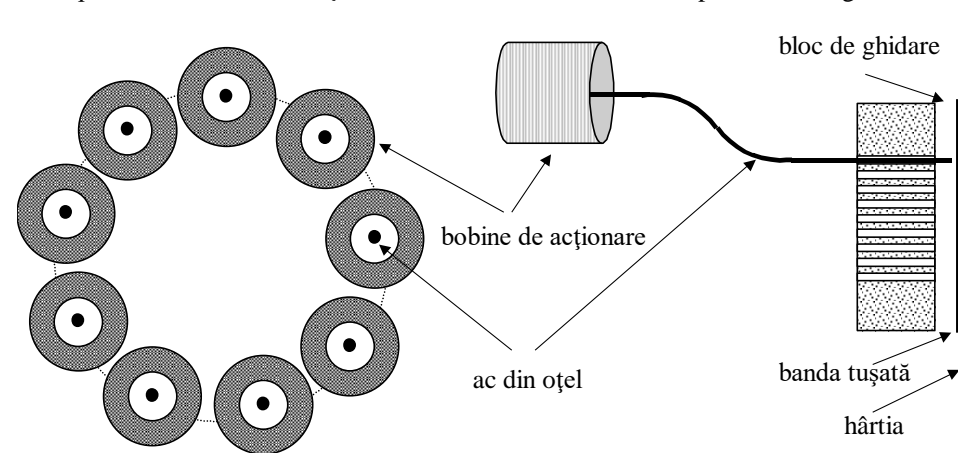 bloc de ghidare
bobine de acţionare
ac din oţel
banda tuşată
hârtia